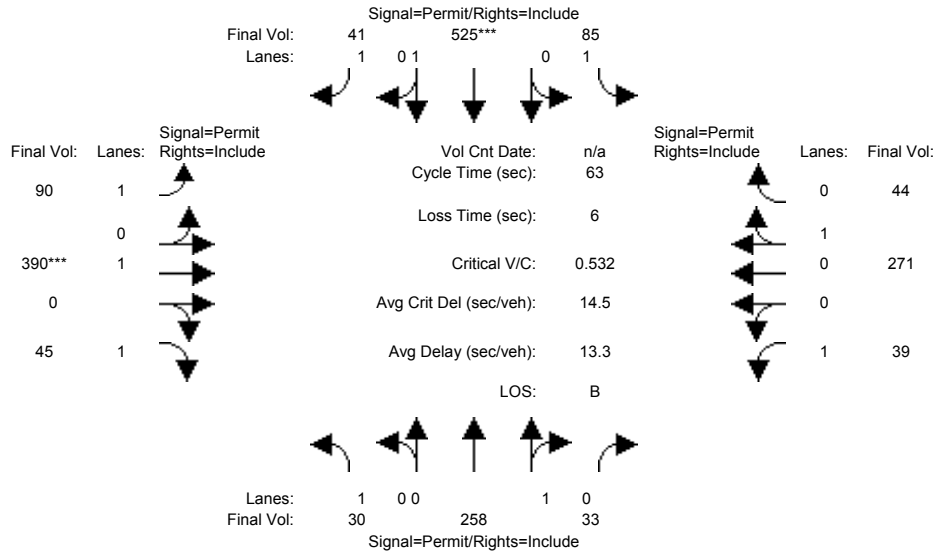 Signal=Permit/Rights=Include
Final Vol: 41 525*** 85
Lanes: 1 0 1 0 1
Signal=Permit Signal=Permit
Final Vol: Lanes: Rights=Include Vol Cnt Date: n/a Rights=Include Lanes: Final Vol:
Cycle Time (sec): 63
90 1 0 44
Loss Time (sec): 6
0 1
390*** 1 Critical V/C: 0.532 0 271
0 Avg Crit Del (sec/veh): 14.5 0
45 1 Avg Delay (sec/veh): 13.3 1 39
LOS: B
Lanes: 1 0 0 1 0
Final Vol: 30 258 33
Signal=Permit/Rights=Include